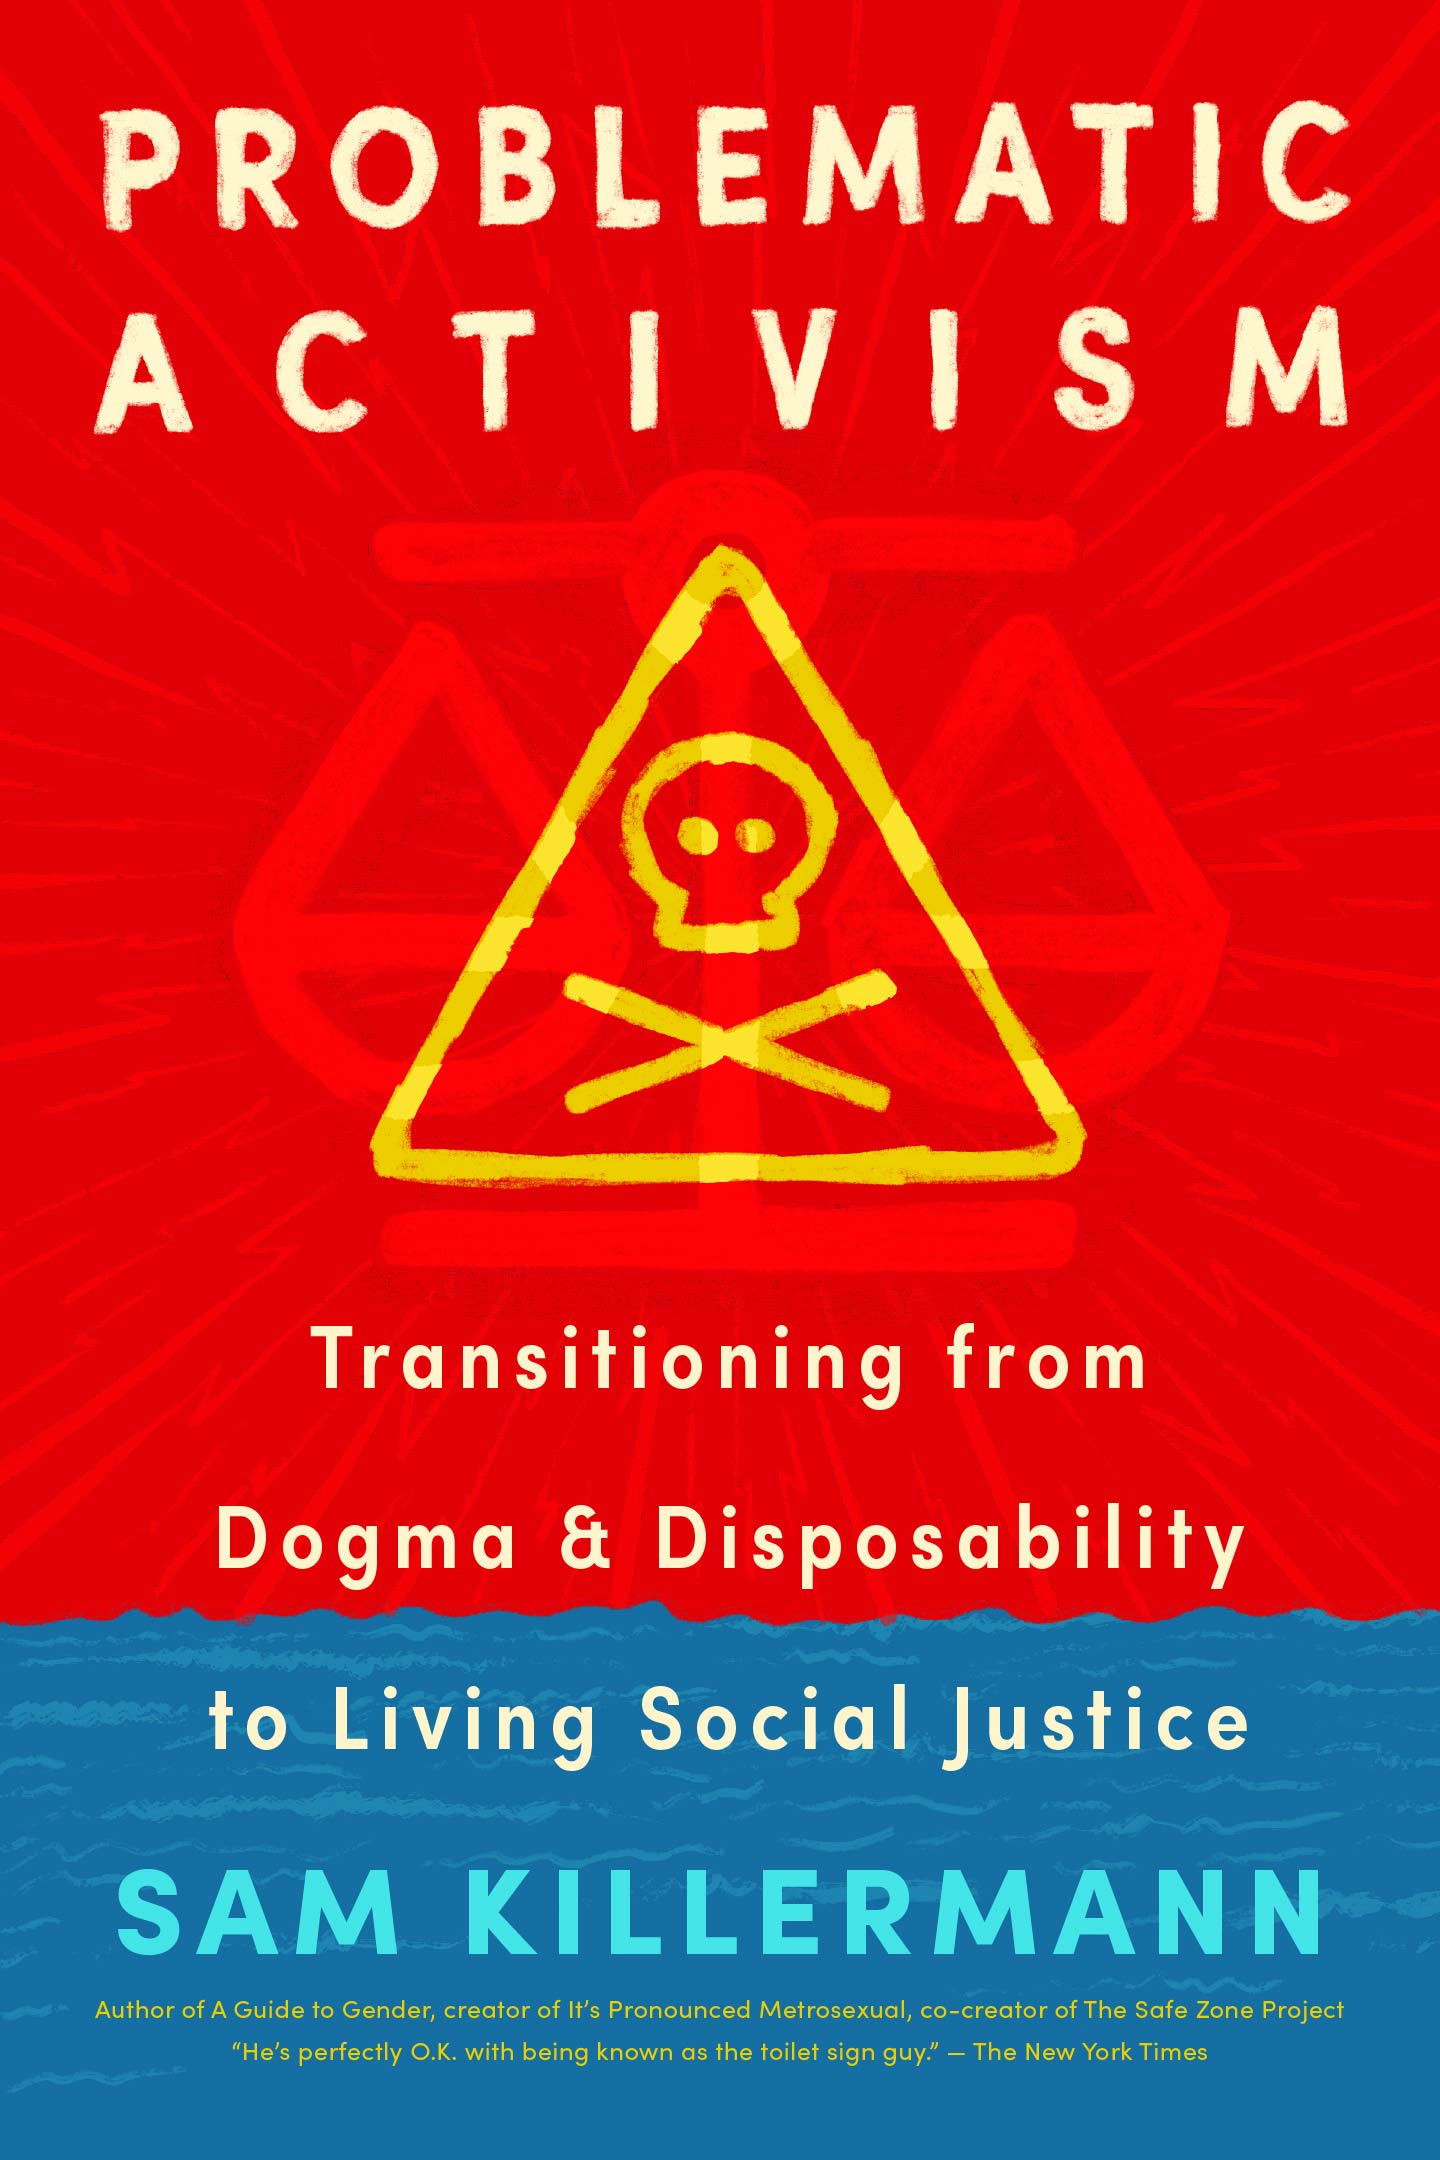 PROBLEMATIC
ACTIVISM
Transitioning from
Dogma & Disposability
to Living Social Justice
SAM KILLERMANN
Author of A Guide to Gender, creator of It’s Pronounced Metrosexual, co-creator of The Safe Zone Project
“He’s perfectly O.K. with being known as the toilet sign guy.” — The New York Times